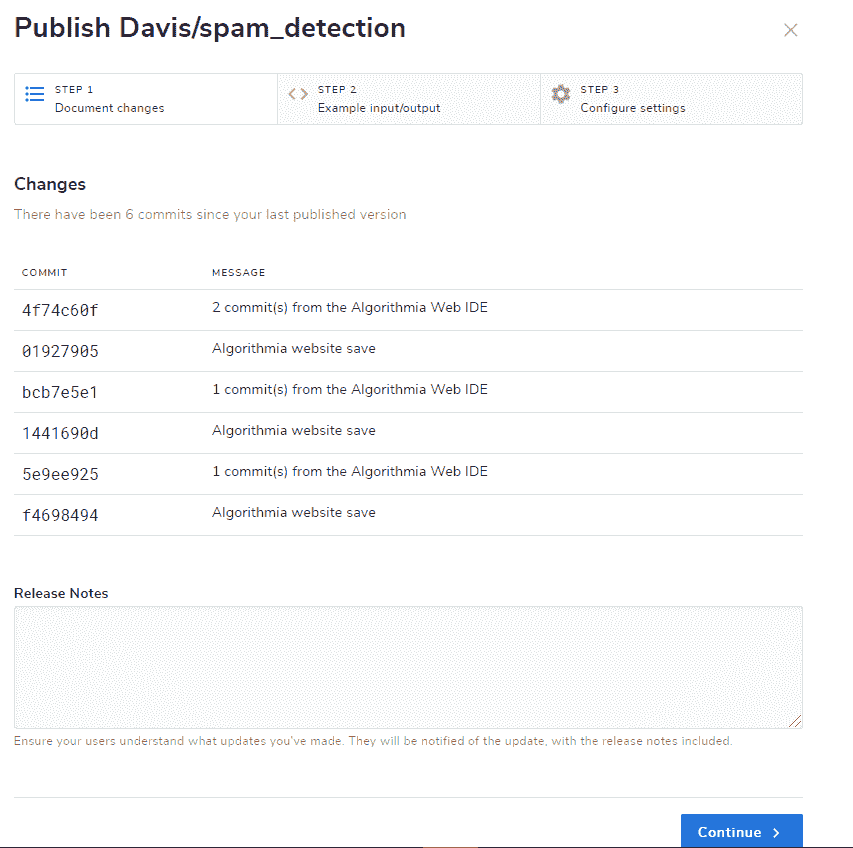 Publish Davis/spam_detection
STEP 1
Document changes
STEP 2
Example input/output
STEP 3
Configure settings
Changes
There have been 6 commits since your last published version
COMMIT MESSAGE
4f74c60f 2 commit(s) from the Algorithmia Web IDE
01927905 Algorithmia website save
bcb7e5e1 1 commit(s) from the Algorithmia Web IDE
1441690d Algorithmia website save
5e9ee925 1 commit(s) from the Algorithmia Web IDE
f4698494 Algorithmia website save
Release Notes
Ensure your users understand what updates you've made. They will be notified of the update, with the release notes included.
Continue